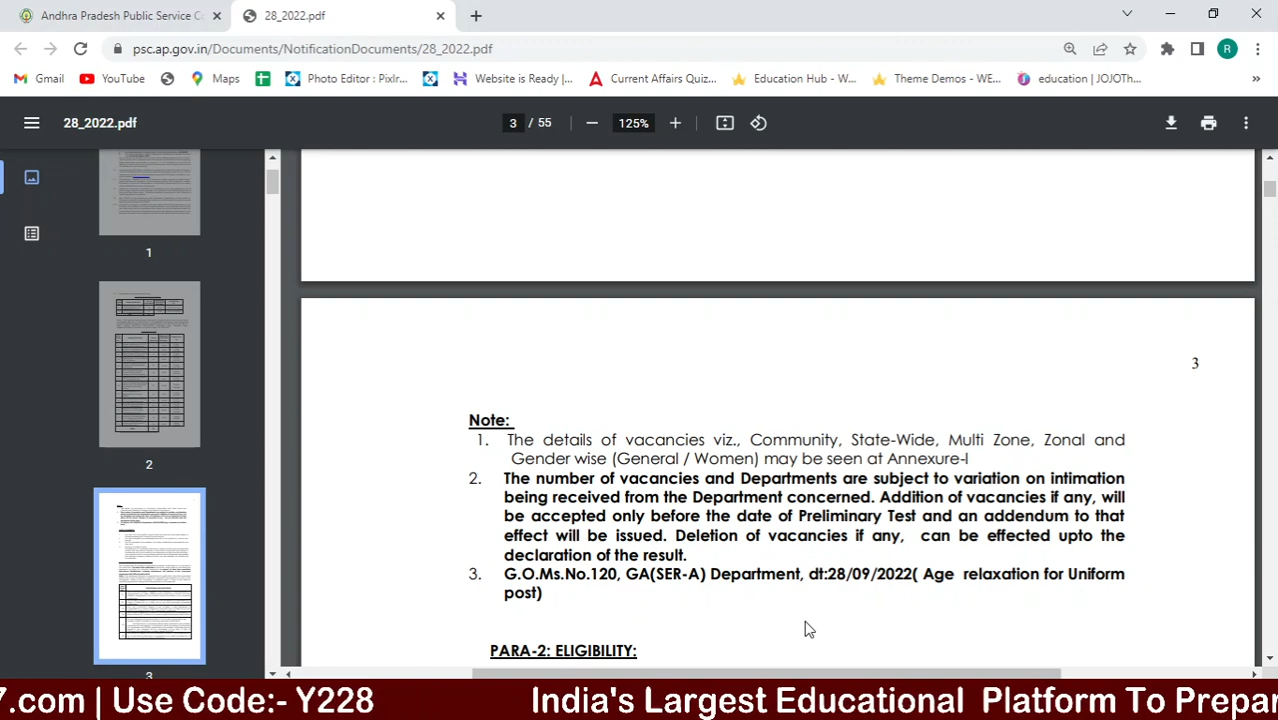 Andhra Pradesh Public Service C
28_2022.pdf
psc.ap.gov.in/Documents/NotificationDocuments/28_2022.pdf
R
Gmail
YouTube
Maps
Photo Editor : Pixlr...
Website is Ready |...
Current Affairs Quiz...
Education Hub - W...
Theme Demos - WE...
education | JOJOTh...
28_2022.pdf
3 / 55
125%
1
2
3
3
Note:
1. The details of vacancies viz., Community, State-Wide, Multi Zone, Zonal and
Gender wise (General / Women) may be seen at Annexure-I
2. The number of vacancies and Departments are subject to variation on intimation
being received from the Department concerned. Addition of vacancies if any, will
be accepted only before the date of Preliminary Test and an addendum to that
effect will be issued. Deletion of vacancies if any, can be effected upto the
declaration of the result.
3. G.O.Ms.No.120, GA(SER-A) Department, dt:28/09/2022( Age relaxation for Uniform
post)
PARA-2: ELIGIBILITY:
7.com | Use Code:- Y228
India's Largest Educational Platform To Prepar